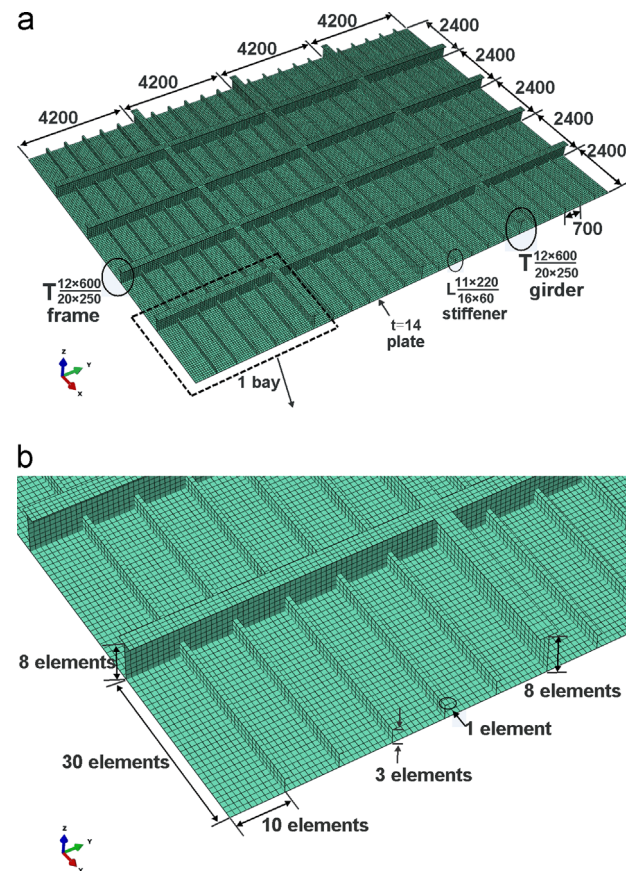 a
4200
4200
4200
4200
2400
2400
2400
2400
2400
700
T 12×600
20×250
frame
T 12×600
20×250
girder
L 11×220
16×60
stiffener
t=14
plate
1 bay
z
Y
X
b
8 elements
8 elements
1 element
30 elements
3 elements
10 elements
z
Y
X